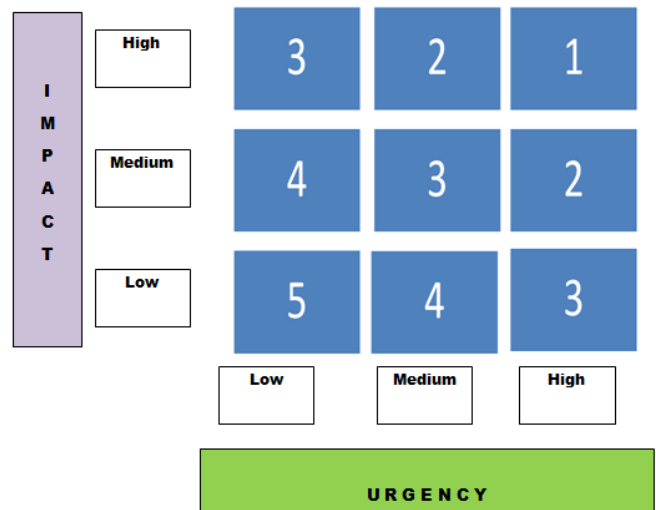 I
M
P
A
C
T
High
3 2 1
Medium
4 3 2
Low
5 4 3
Low Medium High
URGENCY